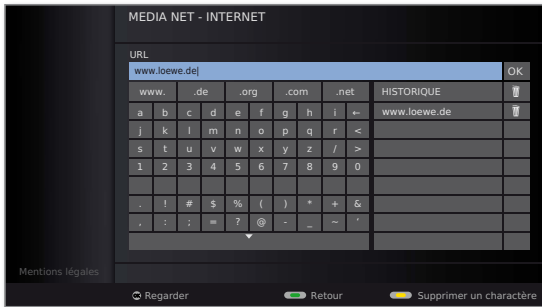 MEDIA NET - INTERNET
URL
www.loewe.de OK
www. .de .org .com .net HISTORIQUE
a b c d e f g h i ← www.loewe.de
j k l m n o p q r <
s t u v w x y z / >
1 2 3 4 5 6 7 8 9 0
. ! # $ % ( ) * + &
, : ; = ? @ - _ ~ '
Mentions légales
OK Regarder Retour Supprimer un charactère